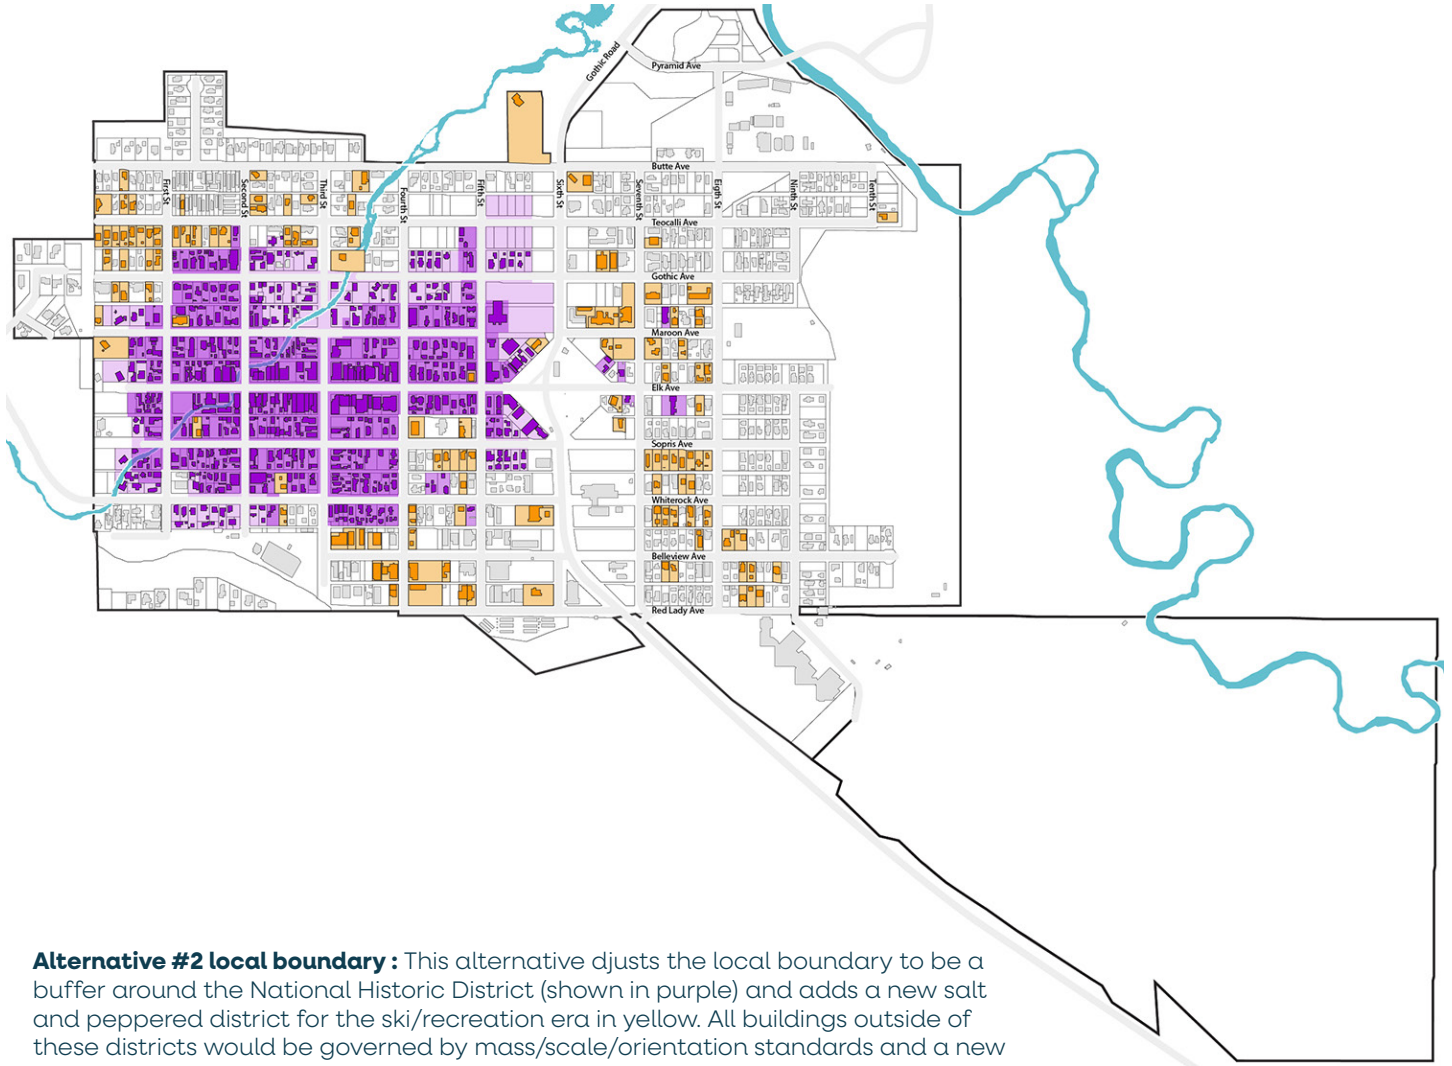 Gothic Road
Pyramid Ave
Butte Ave
First St
Second St
Third St
Fourth St
Fifth St
Sixth St
Seventh St
Eigth St
Ninth St
Tenth St
Teocalli Ave
Gothic Ave
Maroon Ave
Elk Ave
Sopris Ave
Whiterock Ave
Belleview Ave
Red Lady Ave
Alternative #2 local boundary : This alternative djusts the local boundary to be a
buffer around the National Historic District (shown in purple) and adds a new salt
and peppered district for the ski/recreation era in yellow. All buildings outside of
these districts would be governed by mass/scale/orientation standards and a new